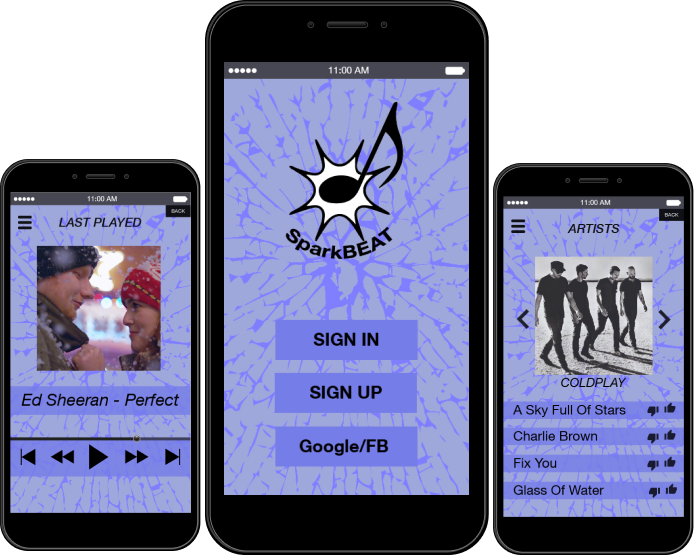 11:00 AM
BACK
LAST PLAYED
Ed Sheeran - Perfect
11:00 AM
SparkBEAT
SIGN IN
SIGN UP
Google/FB
11:00 AM
BACK
ARTISTS
COLDPLAY
A Sky Full Of Stars
Charlie Brown
Fix You
Glass Of Water